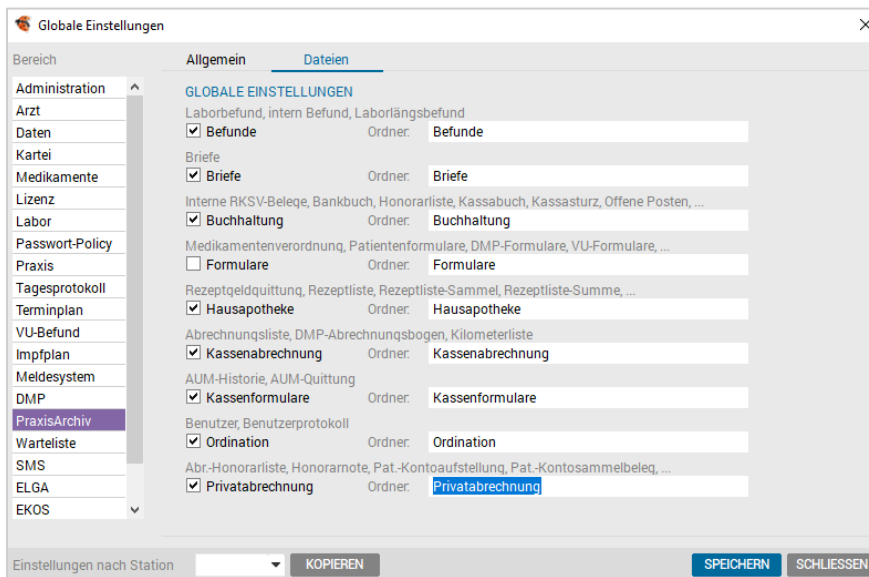 Globale Einstellungen
Bereich
Allgemein Dateien
Administration
Arzt
Daten
Kartei
Medikamente
Lizenz
Labor
Passwort-Policy
Praxis
Tagesprotokoll
Terminplan
VU-Befund
Impfplan
Meldesystem
DMP
PraxisArchiv
Warteliste
SMS
ELGA
EKOS
GLOBALE EINSTELLUNGEN
Laborbefund, intern Befund, Laborlängsbefund
Befunde Ordner: Befunde
Briefe
Briefe Ordner: Briefe
Interne RKSV-Belege, Bankbuch, Honorarliste, Kassabuch, Kassasturz, Offene Posten, ...
Buchhaltung Ordner: Buchhaltung
Medikamentenverordnung, Patientenformulare, DMP-Formulare, VU-Formulare, ...
Formulare Ordner: Formulare
Rezeptgeldquittung, Rezeptliste, Rezeptliste-Sammel, Rezeptliste-Summe, ...
Hausapotheke Ordner: Hausapotheke
Abrechnungsliste, DMP-Abrechnungsbogen, Kilometerliste
Kassenabrechnung Ordner: Kassenabrechnung
AUM-Historie, AUM-Quittung
Kassenformulare Ordner: Kassenformulare
Benutzer, Benutzerprotokoll
Ordination Ordner: Ordination
Abr.-Honorarliste, Honorarnote, Pat.-Kontoaufstellung, Pat.-Kontosammelbeleg, ...
Privatabrechnung Ordner: Privatabrechnung
Einstellungen nach Station KOPIEREN SPEICHERN SCHLIESSEN